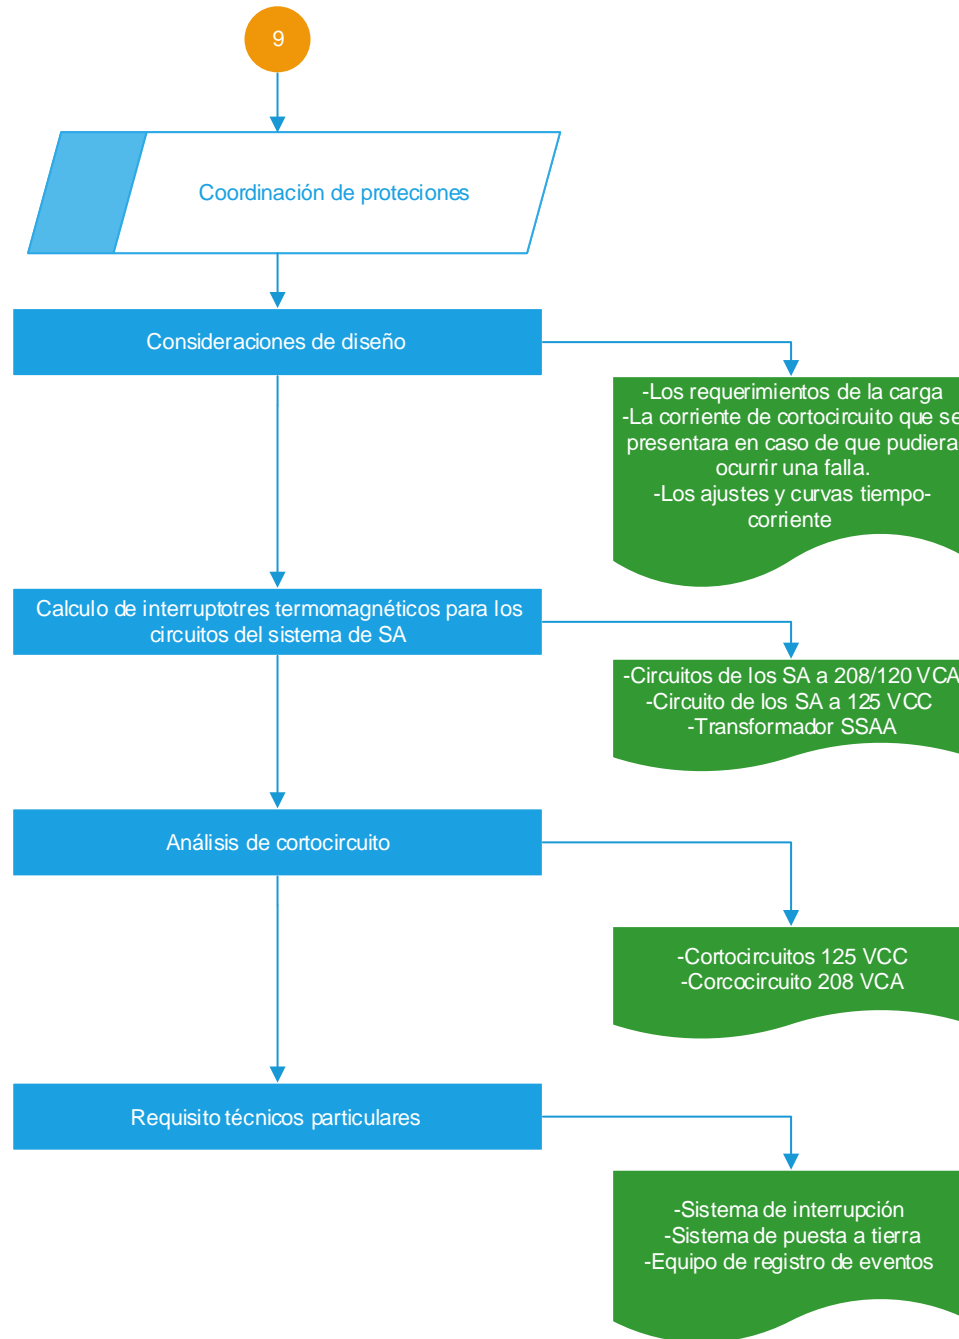 9
Coordinación de proteciones
Consideraciones de diseño
-Los requerimientos de la carga
-La corriente de cortocircuito que se
presentara en caso de que pudiera
ocurrir una falla.
-Los ajustes y curvas tiempo-
corriente
Calculo de interruptotres termomagnéticos para los
circuitos del sistema de SA
-Circuitos de los SA a 208/120 VCA
-Circuito de los SA a 125 VCC
-Transformador SSAA
Análisis de cortocircuito
-Cortocircuitos 125 VCC
-Corcocircuito 208 VCA
Requisito técnicos particulares
-Sistema de interrupción
-Sistema de puesta a tierra
-Equipo de registro de eventos